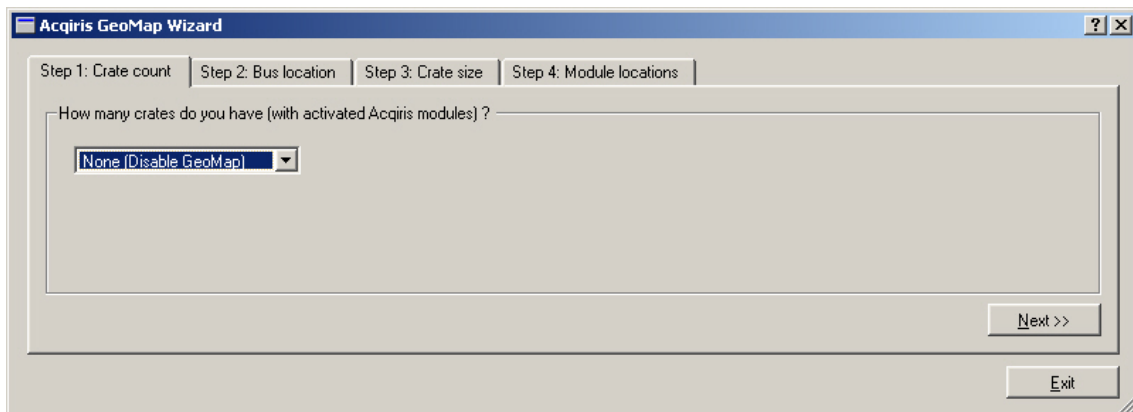 Acqiris GeoMap Wizard
?
Step 1: Crate count
Step 2: Bus location
Step 3: Crate size
Step 4: Module locations
How many crates do you have (with activated Acqiris modules) ?
None (Disable GeoMap)
Next >>
Exit